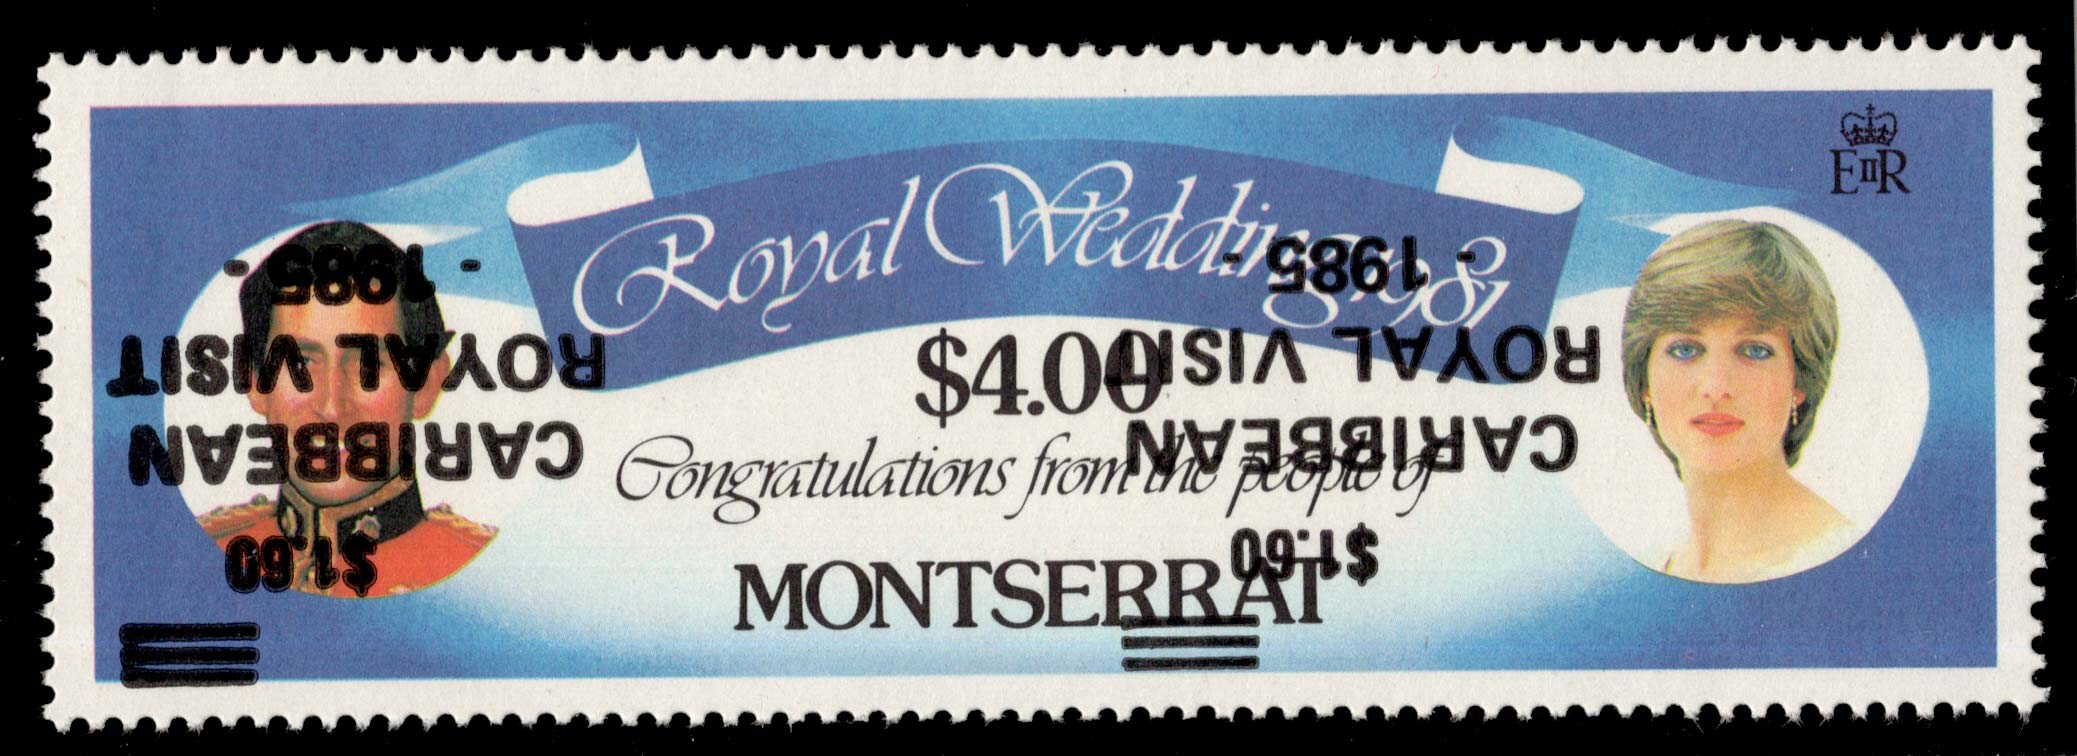 EIIR
Royal Wedding 1981
$4.00
Congratulations from the people of
MONTSERRAT
$1.60
CARIBBEAN
ROYAL VISIT
- 1985 -
$1.60
CARIBBEAN
ROYAL VISIT
- 1985 -